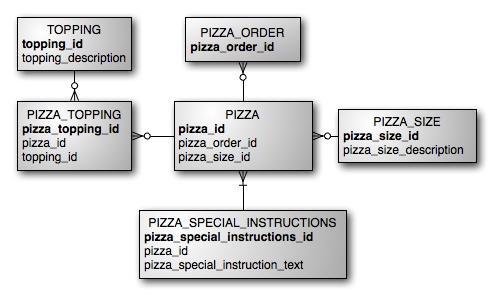 TOPPING
topping_id
topping_description
PIZZA_ORDER
pizza_order_id
PIZZA_TOPPING
pizza_topping_id
pizza_id
topping_id
PIZZA
pizza_id
pizza_order_id
pizza_size_id
PIZZA_SIZE
pizza_size_id
pizza_size_description
PIZZA_SPECIAL_INSTRUCTIONS
pizza_special_instructions_id
pizza_id
pizza_special_instruction_text